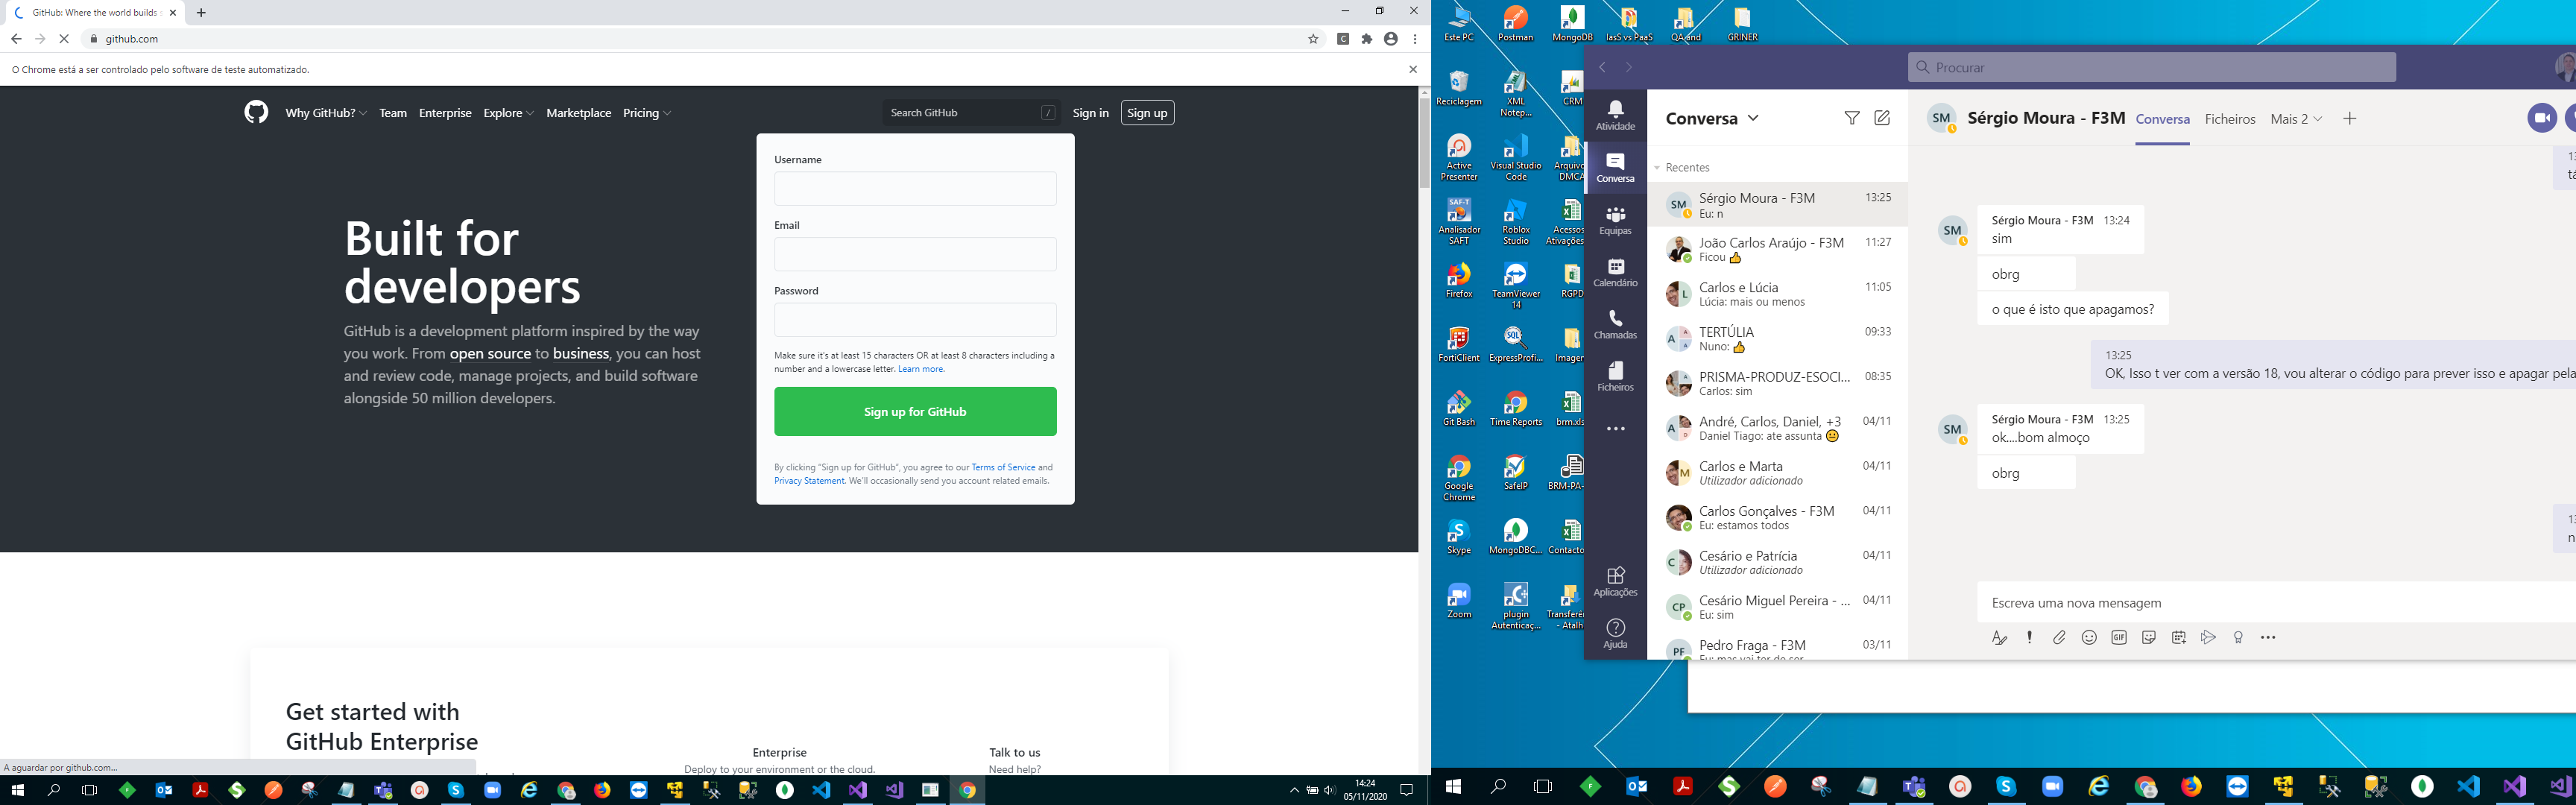 GitHub: Where the world builds s
github.com
O Chrome está a ser controlado pelo software de teste automatizado.
Why GitHub? Team Enterprise Explore Marketplace Pricing
Search GitHub /
Sign in Sign up
Built for
developers
GitHub is a development platform inspired by the way
you work. From open source to business, you can host
and review code, manage projects, and build software
alongside 50 million developers.
Username
Email
Password
Make sure it's at least 15 characters OR at least 8 characters including a
number and a lowercase letter. Learn more.
Sign up for GitHub
By clicking “Sign up for GitHub”, you agree to our Terms of Service and
Privacy Statement. We'll occasionally send you account related emails.
Get started with
GitHub Enterprise
Enterprise
Deploy to your environment or the cloud.
Talk to us
Need help?
A aguardar por github.com...
14:24
05/11/2020
Este PC
Postman
MongoDB
IasS vs PaaS
QA and
GRINER
Reciclagem
XML
Notep...
CRM
Active
Presenter
Visual Studio
Code
Arquivo
DMCA
SAF-T
Analisador
SAFT
Roblox
Studio
Acessos
Ativações
Firefox
TeamViewer
14
RGPD
FortiClient
SQL
ExpressProfi...
Imagen
Git Bash
Time Reports
brm.xls
Google
Chrome
SafeIP
BRM-PA-
Skype
MongoDBC...
Contacto
Zoom
plugin
Autenticaç...
Transferên
- Atalh
Procurar
Atividade
Conversa
Equipas
Calendário
Chamadas
Ficheiros
Aplicações
Ajuda
Conversa
Recentes
SM
Sérgio Moura - F3M 13:25
Eu: n
João Carlos Araújo - F3M 11:27
Ficou 👍
L
Carlos e Lúcia 11:05
Lúcia: mais ou menos
A
TERTÚLIA 09:33
Nuno: 👍
PRISMA-PRODUZ-ESOCI... 08:35
Carlos: sim
A
André, Carlos, Daniel, +3 04/11
Daniel Tiago: ate assunta
M
Carlos e Marta 04/11
Utilizador adicionado
Carlos Gonçalves - F3M 04/11
Eu: estamos todos
C
Cesário e Patrícia 04/11
Utilizador adicionado
CP
Cesário Miguel Pereira - ... 04/11
Eu: sim
PF
Pedro Fraga - F3M 03/11
Eu: mas vai ter de ser
SM
Sérgio Moura - F3M Conversa Ficheiros Mais 2
tá
SM
Sérgio Moura - F3M 13:24
sim
obrg
o que é isto que apagamos?
13:25
OK, Isso t ver com a versão 18, vou alterar o código para prever isso e apagar pela
SM
Sérgio Moura - F3M 13:25
ok....bom almoço
obrg
n
Escreva uma nova mensagem
GIF